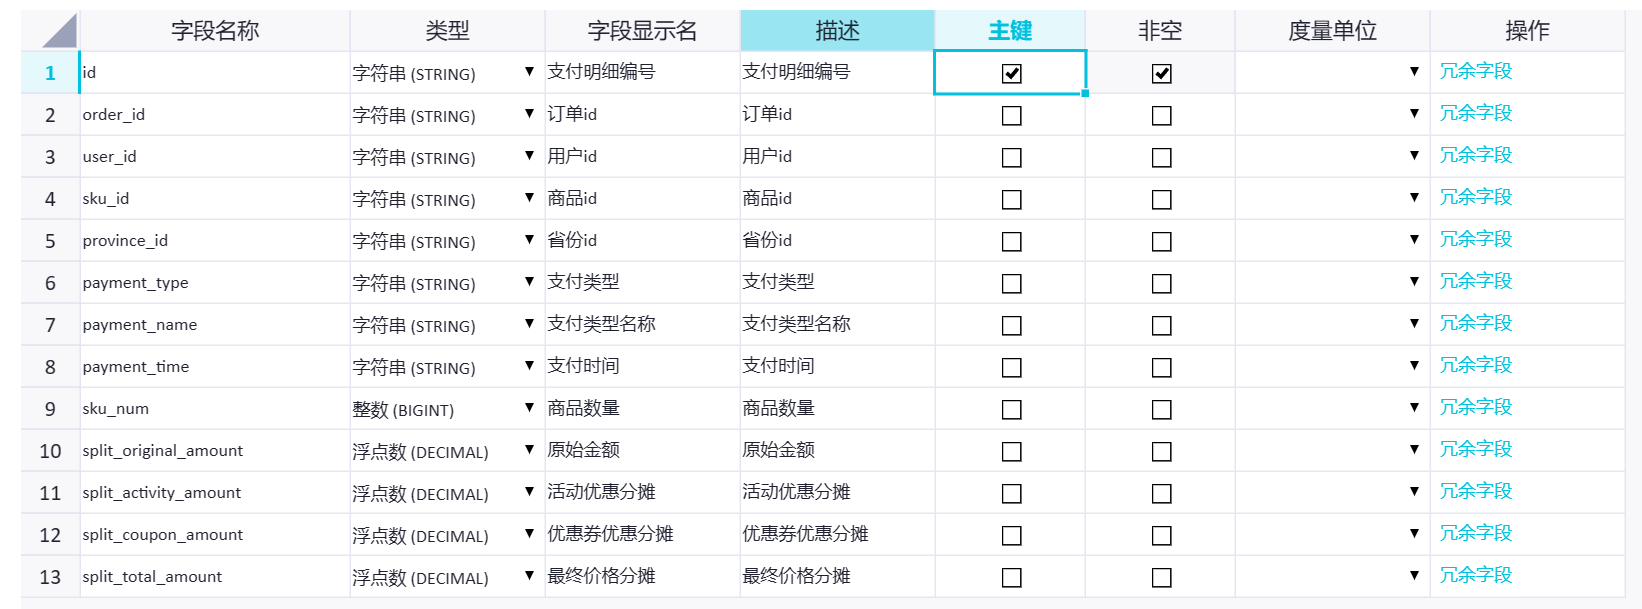 字段名称 类型 字段显示名 描述 主键 非空 度量单位 操作
1 id 字符串 (STRING) 支付明细编号 支付明细编号 冗余字段
2 order_id 字符串 (STRING) 订单id 订单id 冗余字段
3 user_id 字符串 (STRING) 用户id 用户id 冗余字段
4 sku_id 字符串 (STRING) 商品id 商品id 冗余字段
5 province_id 字符串 (STRING) 省份id 省份id 冗余字段
6 payment_type 字符串 (STRING) 支付类型 支付类型 冗余字段
7 payment_name 字符串 (STRING) 支付类型名称 支付类型名称 冗余字段
8 payment_time 字符串 (STRING) 支付时间 支付时间 冗余字段
9 sku_num 整数 (BIGINT) 商品数量 商品数量 冗余字段
10 split_original_amount 浮点数 (DECIMAL) 原始金额 原始金额 冗余字段
11 split_activity_amount 浮点数 (DECIMAL) 活动优惠分摊 活动优惠分摊 冗余字段
12 split_coupon_amount 浮点数 (DECIMAL) 优惠券优惠分摊 优惠券优惠分摊 冗余字段
13 split_total_amount 浮点数 (DECIMAL) 最终价格分摊 最终价格分摊 冗余字段